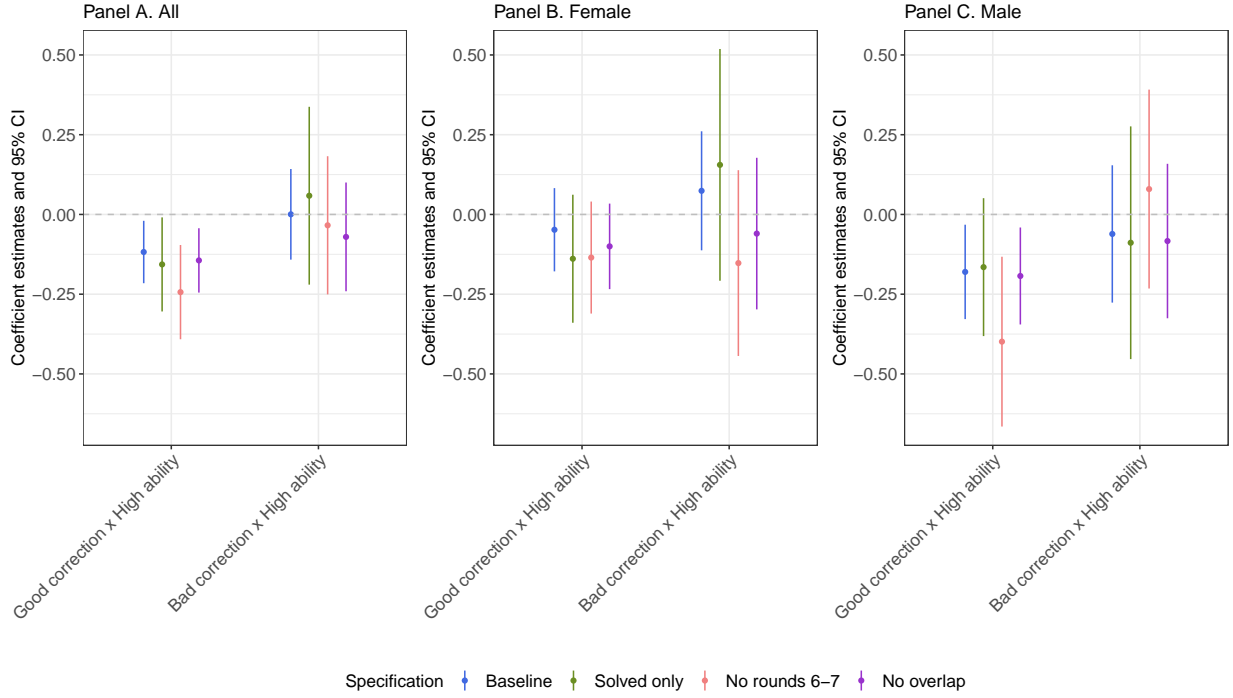 Panel A. All
Panel B. Female
Panel C. Male
Coefficient estimates and 95% CI
0.50
0.25
0.00
−0.25
−0.50
Good correction x High ability
Bad correction x High ability
Coefficient estimates and 95% CI
0.50
0.25
0.00
−0.25
−0.50
Good correction x High ability
Bad correction x High ability
Coefficient estimates and 95% CI
0.50
0.25
0.00
−0.25
−0.50
Good correction x High ability
Bad correction x High ability
Specification Baseline Solved only No rounds 6−7 No overlap